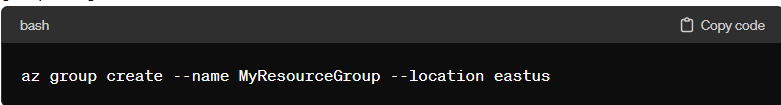 bash
Copy code
az group create --name MyResourceGroup --location eastus